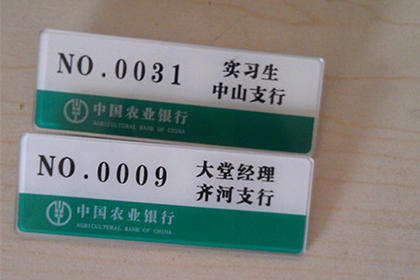 NO.0031 实习生
中山支行
中国农业银行
AGRICULTURAL BANK OF CHINA
NO.0009 大堂经理
齐河支行
中国农业银行
AGRICULTURAL BANK OF CHINA